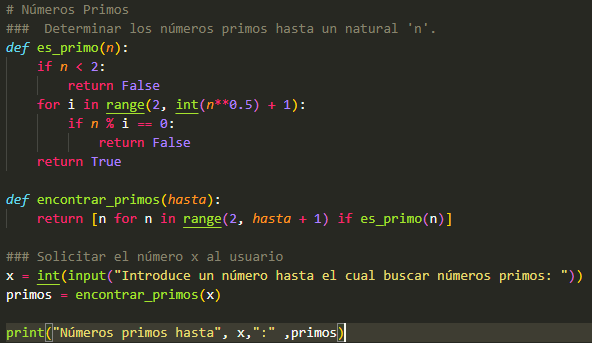 # Números Primos
###  Determinar los números primos hasta un natural 'n'.
def es_primo(n):
    if n < 2:
        return False
    for i in range(2, int(n**0.5) + 1):
        if n % i == 0:
            return False
    return True

def encontrar_primos(hasta):
    return [n for n in range(2, hasta + 1) if es_primo(n)]

### Solicitar el número x al usuario
x = int(input("Introduce un número hasta el cual buscar números primos: "))
primos = encontrar_primos(x)

print("Números primos hasta", x,":" ,primos)